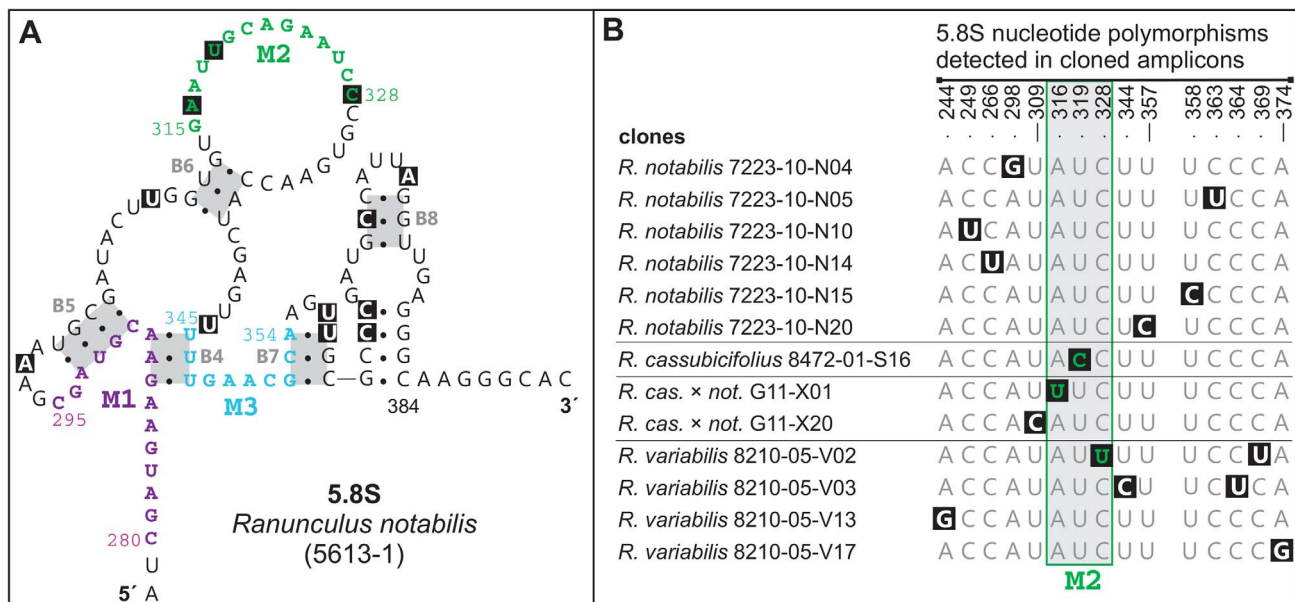 A
G A A U U G C A G A A U C C
M2
315
328
C G U G A A C C A U C G A G U U
B6
G A A A U G C G A U A C U U G G U G U
B5
B8
345
354
B4
B7
U U U G A A C G C A
M3
A G U U G C G C C C G A U G C C A U U A G G U U G A G G G
C A A G G G C A C
384
3´
M1
295
C G A U G A A G A A C G U A G C
280
U
5´ A
5.8S
Ranunculus notabilis
(5613-1)
B
5.8S nucleotide polymorphisms
detected in cloned amplicons
clones 244 249 266 298 309 316 319 328 344 357 358 363 364 369 374
R. notabilis 7223-10-N04 A C C G U A U C U U U C C C A
R. notabilis 7223-10-N05 A C C A U A U C U U U U C C A
R. notabilis 7223-10-N10 A U C A U A U C U U U C C C A
R. notabilis 7223-10-N14 A C U A U A U C U U U C C C A
R. notabilis 7223-10-N15 A C C A U A U C U U C C C C A
R. notabilis 7223-10-N20 A C C A U A U C U C U C C C A
R. cassubicifolius 8472-01-S16 A C C A U A C C U U U C C C A
R. cas. × not. G11-X01 A C C A U U U C U U U C C C A
R. cas. × not. G11-X20 A C C A C A U C U U U C C C A
R. variabilis 8210-05-V02 A C C A U A U U U U U C C U A
R. variabilis 8210-05-V03 A C C A U A U C C U U C U C A
R. variabilis 8210-05-V13 G C C A U A U C U U U C C C A
R. variabilis 8210-05-V17 A C C A U A U C U U U C C C G
M2